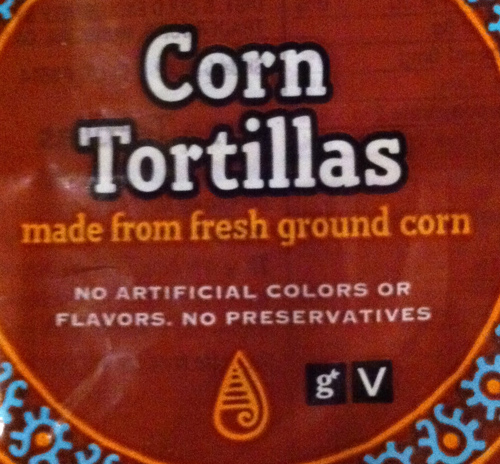 Corn
Tortillas
made from fresh ground corn
NO ARTIFICIAL COLORS OR
FLAVORS. NO PRESERVATIVES
g V